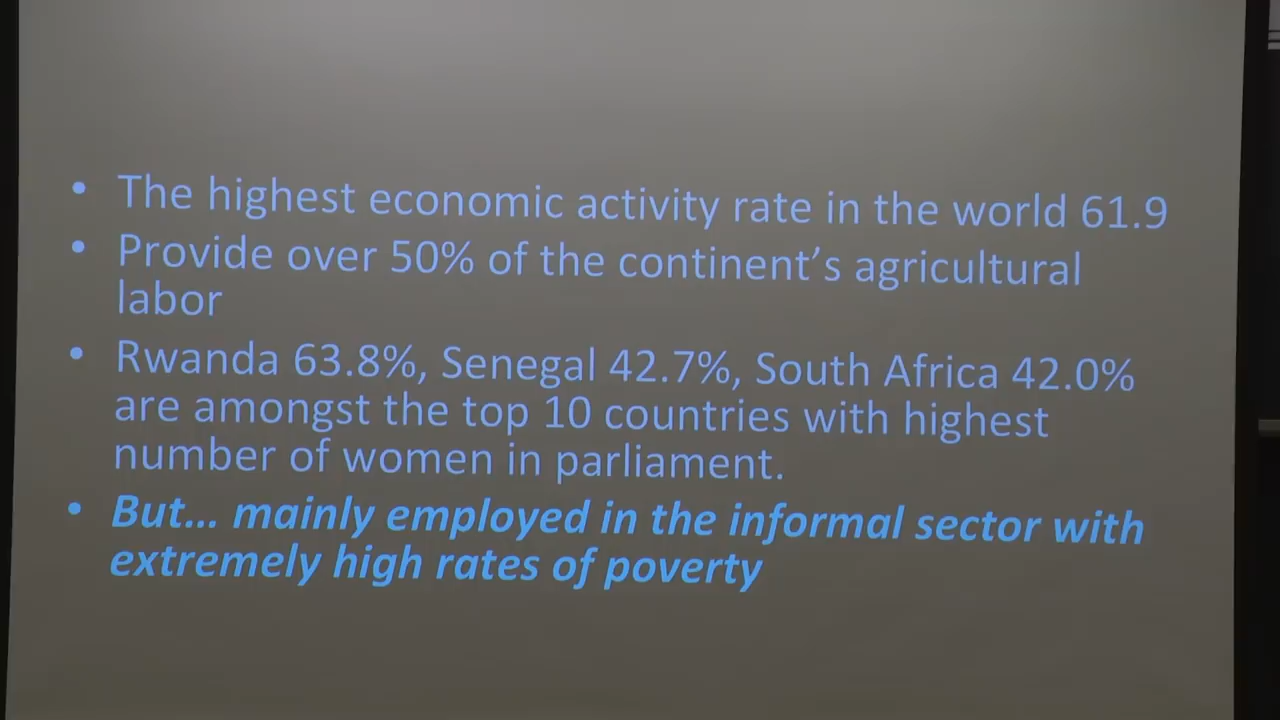 • The highest economic activity rate in the world 61.9
• Provide over 50% of the continent's agricultural
labor
• Rwanda 63.8%, Senegal 42.7%, South Africa 42.0%
are amongst the top 10 countries with highest
number of women in parliament.
• But... mainly employed in the informal sector with
extremely high rates of poverty